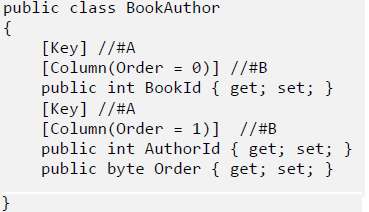 public class BookAuthor
{
[Key] //#A
[Column(Order = 0)] //#B
public int BookId { get; set; }
[Key] //#A
[Column(Order = 1)]  //#B
public int AuthorId { get; set; }
public byte Order { get; set; }
}